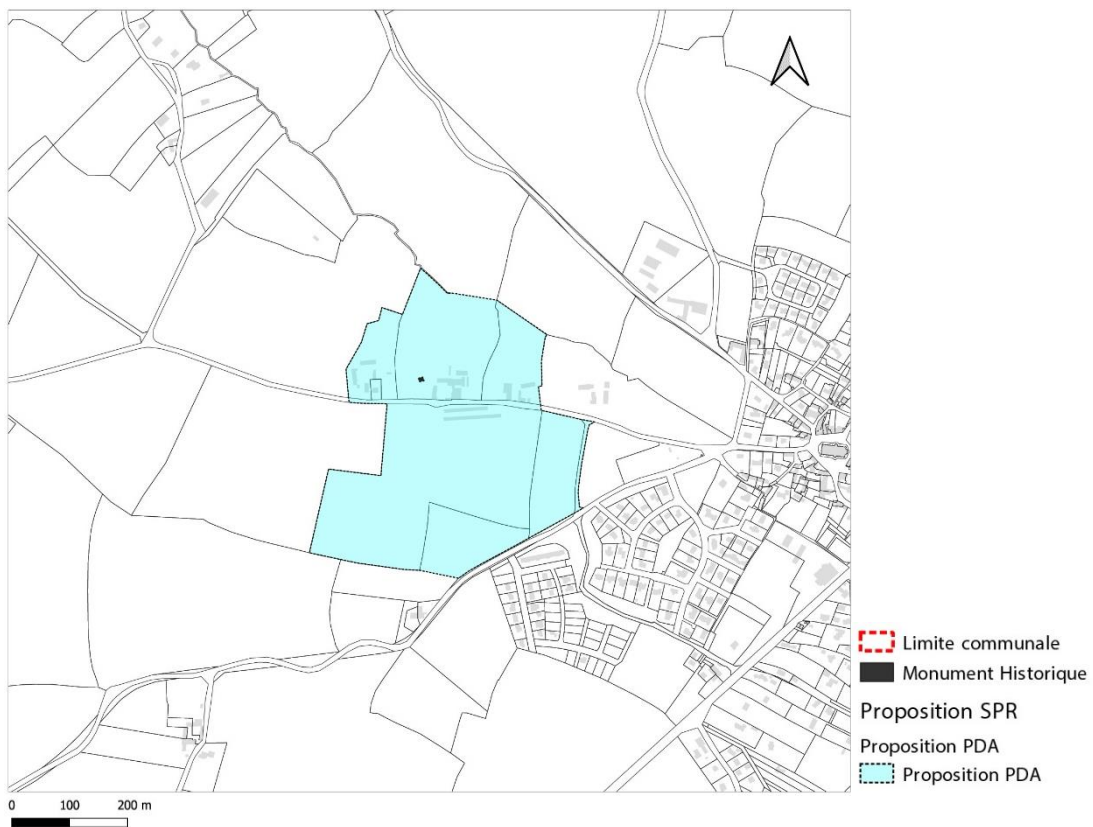 Limite communale
Monument Historique
Proposition SPR
Proposition PDA
Proposition PDA
0 100 200 m